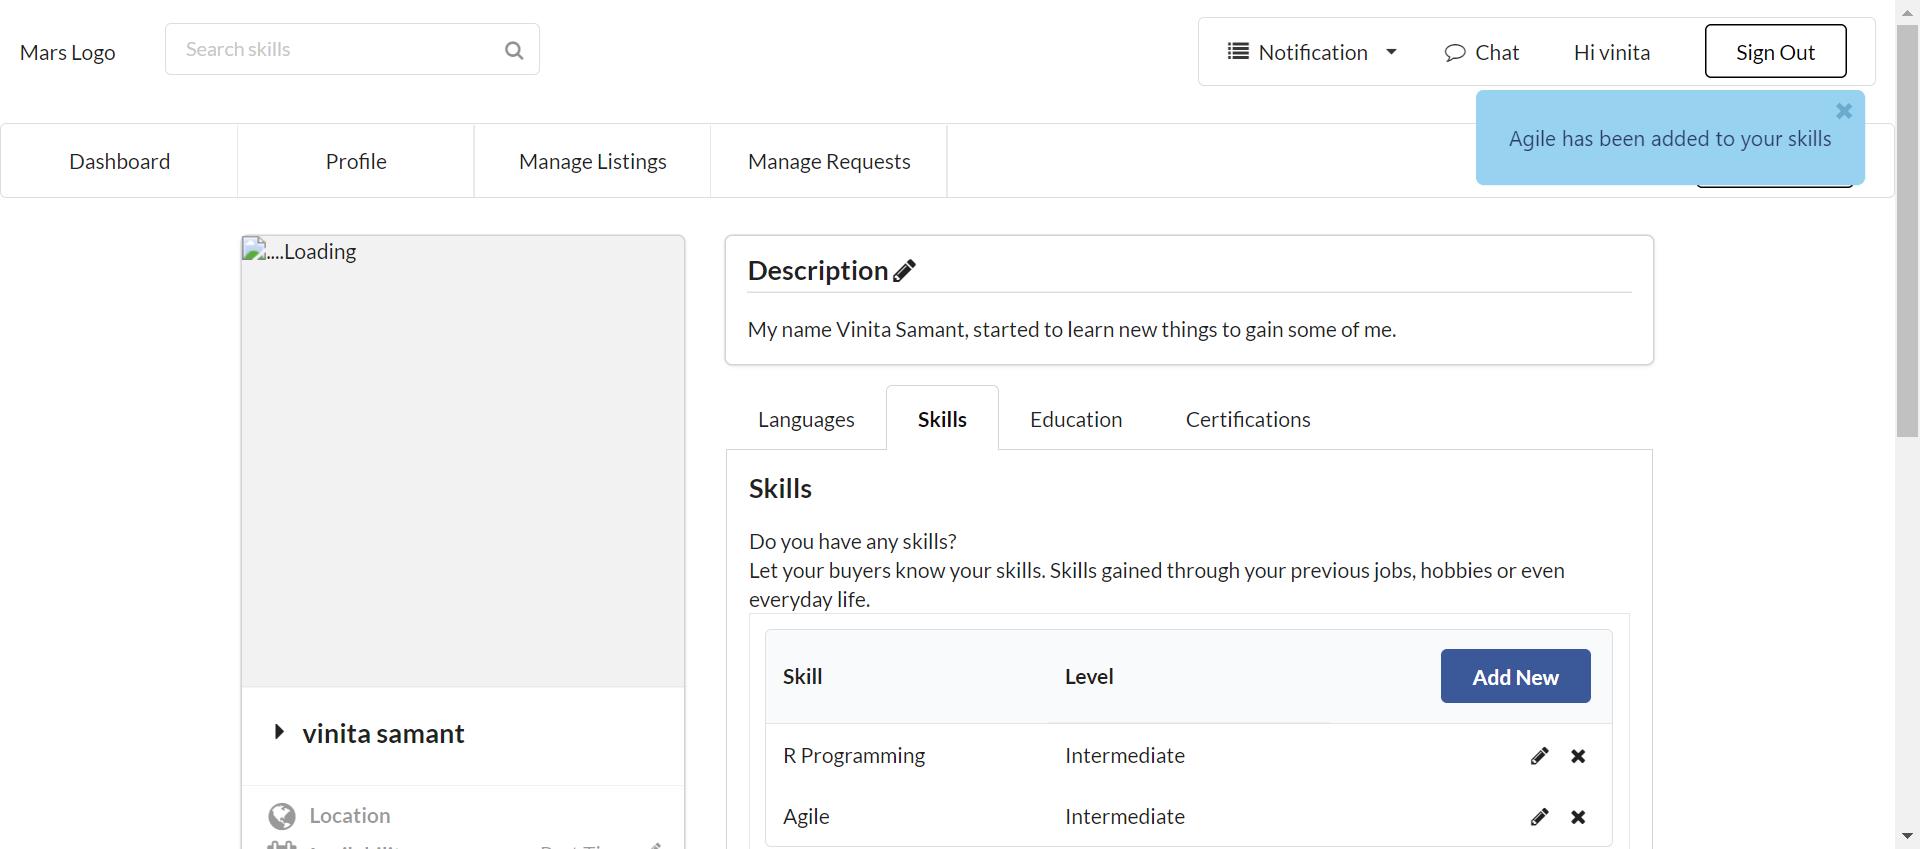 Mars Logo
Search skills
Notification
Chat
Hi vinita
Sign Out
Agile has been added to your skills
Dashboard
Profile
Manage Listings
Manage Requests
....Loading
Description
My name Vinita Samant, started to learn new things to gain some of me.
Languages
Skills
Education
Certifications
Skills
Do you have any skills?
Let your buyers know your skills. Skills gained through your previous jobs, hobbies or even
everyday life.
Skill Level Add New
R Programming Intermediate
Agile Intermediate
vinita samant
Location